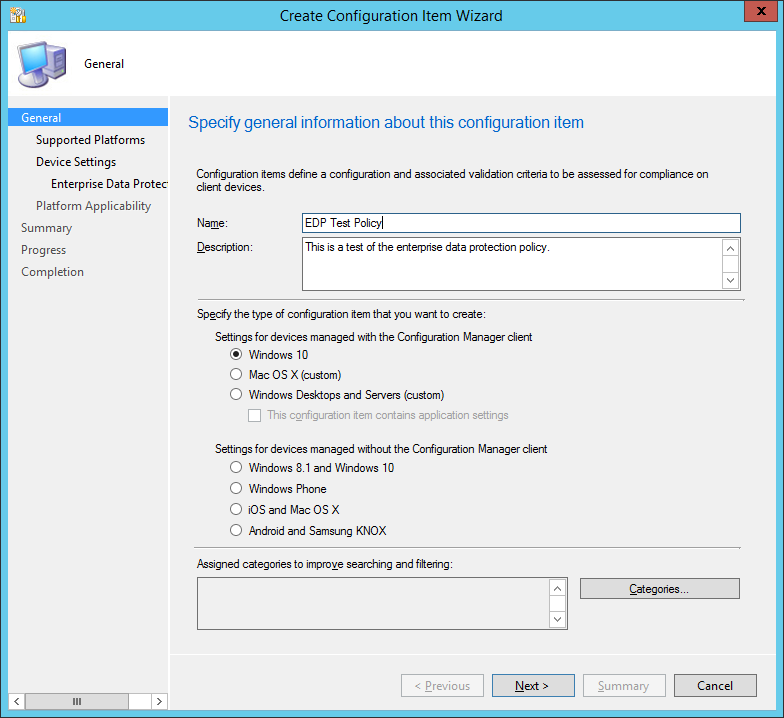 Create Configuration Item Wizard
General
General
Supported Platforms
Device Settings
Enterprise Data Protec
Platform Applicability
Summary
Progress
Completion
Specify general information about this configuration item
Configuration items define a configuration and associated validation criteria to be assessed for compliance on
client devices.
Name:
EDP Test Policy
Description:
This is a test of the enterprise data protection policy.
Specify the type of configuration item that you want to create:
Settings for devices managed with the Configuration Manager client
Windows 10
Mac OS X (custom)
Windows Desktops and Servers (custom)
This configuration item contains application settings
Settings for devices managed without the Configuration Manager client
Windows 8.1 and Windows 10
Windows Phone
iOS and Mac OS X
Android and Samsung KNOX
Assigned categories to improve searching and filtering:
Categories...
< Previous
Next >
Summary
Cancel